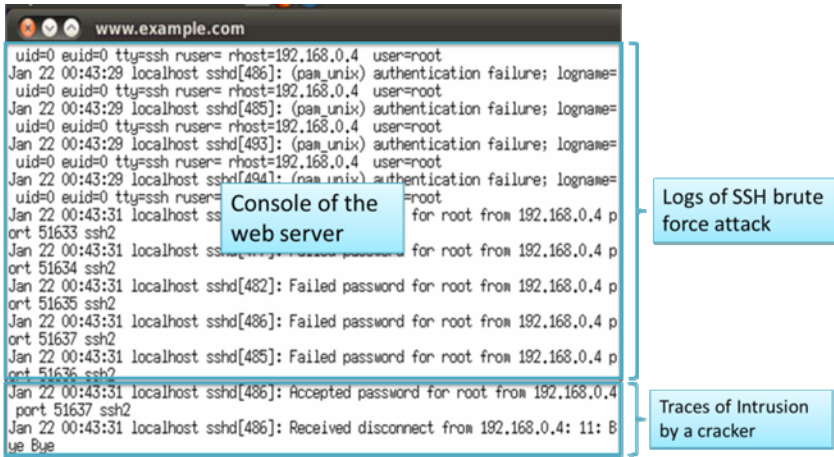 www.example.com
uid=0 euid=0 tty=ssh ruser= rhost=192.168.0.4 user=root
Jan 22 00:43:29 localhost sshd[486]: (pam_unix) authentication failure; logname=
uid=0 euid=0 tty=ssh ruser= rhost=192.168.0.4 user=root
Jan 22 00:43:29 localhost sshd[485]: (pam_unix) authentication failure; logname=
uid=0 euid=0 tty=ssh ruser= rhost=192.168.0.4 user=root
Jan 22 00:43:29 localhost sshd[493]: (pam_unix) authentication failure; logname=
uid=0 euid=0 tty=ssh ruser= rhost=192.168.0.4 user=root
Jan 22 00:43:29 localhost sshd[494]: (pam_unix) authentication failure; logname=
uid=0 euid=0 tty=ssh ruser= =root
Jan 22 00:43:31 localhost ss for root from 192.168.0.4 p
ort 51633 ssh2
Jan 22 00:43:31 localhost for root from 192.168.0.4 p
ort 51634 ssh2
Jan 22 00:43:31 localhost sshd[482]: Failed password for root from 192.168.0.4 p
ort 51635 ssh2
Jan 22 00:43:31 localhost sshd[486]: Failed password for root from 192.168.0.4 p
ort 51637 ssh2
Jan 22 00:43:31 localhost sshd[485]: Failed password for root from 192.168.0.4 p
ort 51636 ssh2
Jan 22 00:43:31 localhost sshd[486]: Accepted password for root from 192.168.0.4
port 51637 ssh2
Jan 22 00:43:31 localhost sshd[486]: Received disconnect from 192.168.0.4: 11: B
ye Bye
Console of the
web server
Logs of SSH brute
force attack
Traces of Intrusion
by a cracker